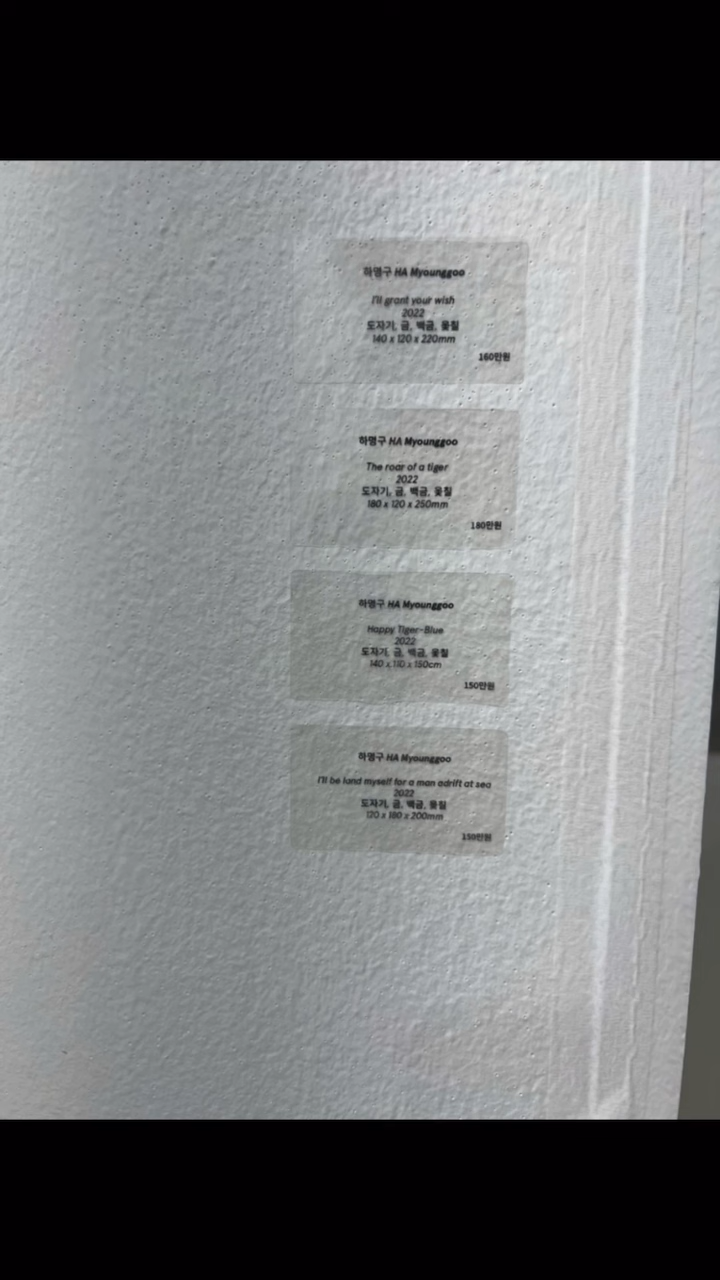 하명구 HA Myounggoo
I'll grant your wish
2022
도자기, 금, 백금, 옻칠
140 x 120 x 220mm
160만원
하명구 HA Myounggoo
The roar of a tiger
2022
도자기, 금, 백금, 옻칠
180 x 120 x 250mm
180만원
하명구 HA Myounggoo
Happy Tiger-Blue
2022
도자기, 금, 백금, 옻칠
140 x 110 x 150cm
150만원
하명구 HA Myounggoo
I'll be land myself for a man adrift at sea
2022
도자기, 금, 백금, 옻칠
120 x 180 x 200mm
150만원